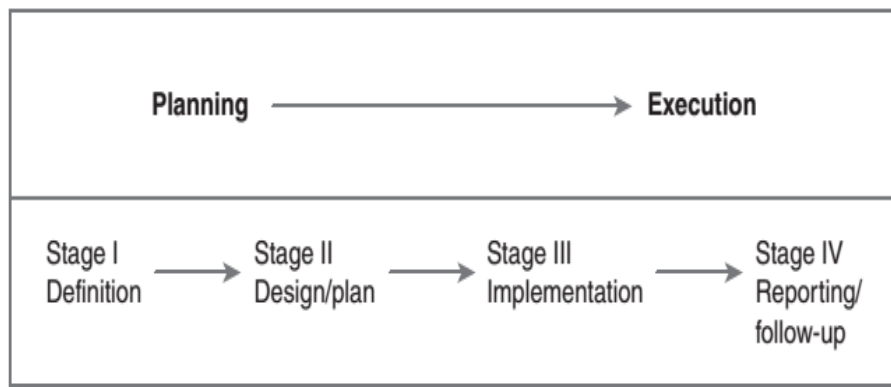 Planning Execution
Stage I
Definition
Stage II
Design/plan
Stage III
Implementation
Stage IV
Reporting/
follow-up